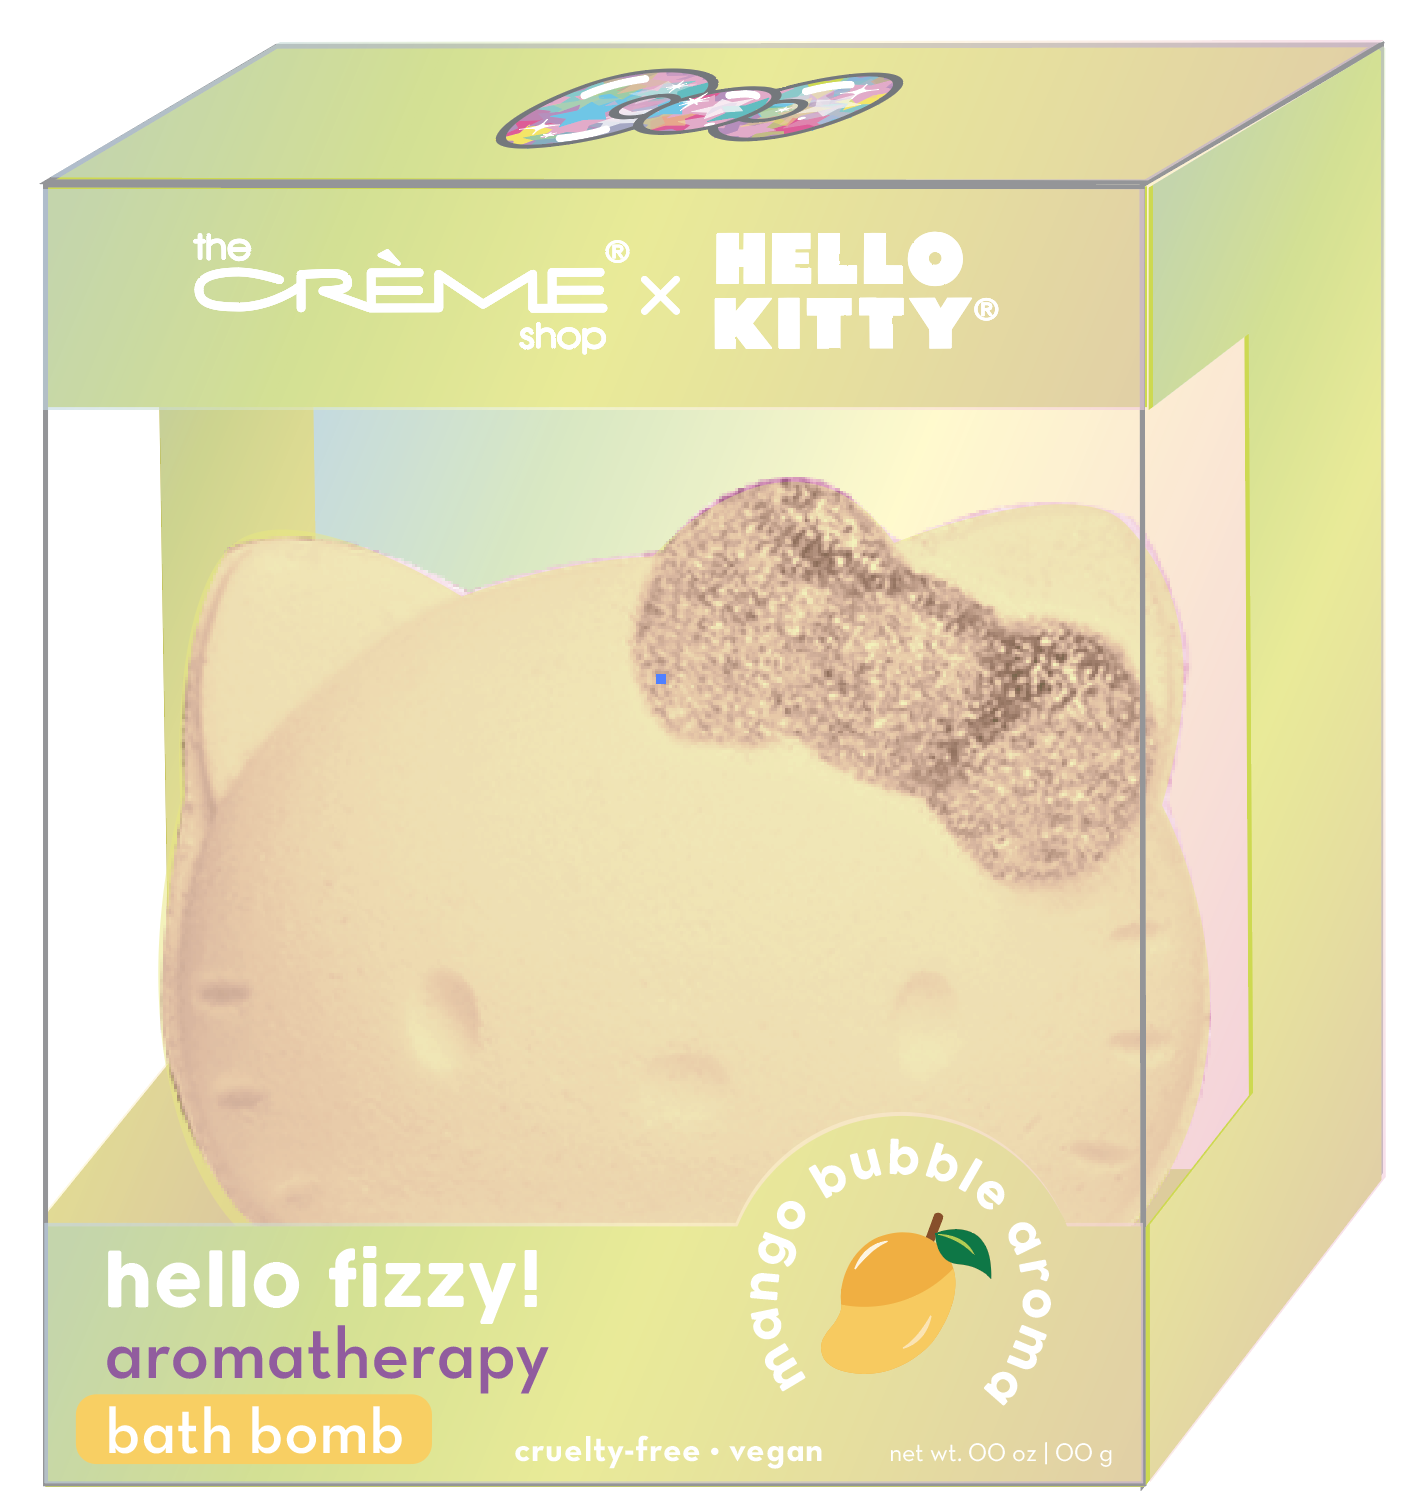 the
CRÈME®
shop
×
HELLO
KITTY®
mango bubble aroma
hello fizzy!
aromatherapy
bath bomb
cruelty-free • vegan
net wt. 00 oz | 00 g